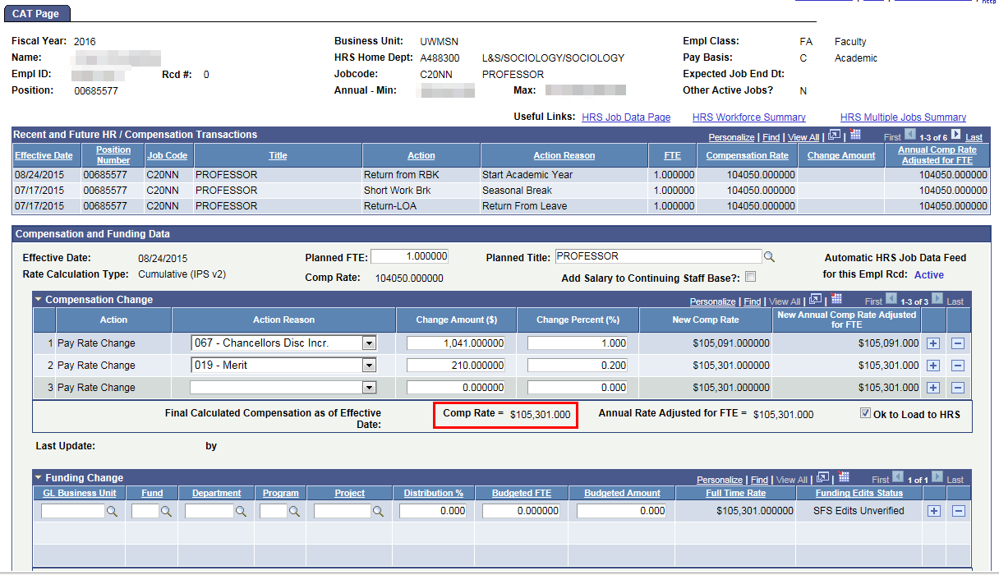 CAT Page
Fiscal Year: 2016 Business Unit: UWMSN Empl Class: FA Faculty
Name: HRS Home Dept: A488300 L&S/SOCIOLOGY/SOCIOLOGY Pay Basis: C Academic
Empl ID: Rcd #: 0 Jobcode: C20NN PROFESSOR Expected Job End Dt:
Position: 00685577 Annual - Min: Max: Other Active Jobs? N
Useful Links: HRS Job Data Page HRS Workforce Summary HRS Multiple Jobs Summary
Recent and Future HR / Compensation Transactions Personalize | Find | View All | First 1-3 of 6 Last
Effective Date Position Number Job Code Title Action Action Reason FTE Compensation Rate Change Amount Annual Comp Rate Adjusted for FTE
08/24/2015 00685577 C20NN PROFESSOR Return from RBK Start Academic Year 1.000000 104050.000000 104050.000000
07/17/2015 00685577 C20NN PROFESSOR Short Work Brk Seasonal Break 1.000000 104050.000000 104050.000000
07/17/2015 00685577 C20NN PROFESSOR Return-LOA Return From Leave 1.000000 104050.000000 104050.000000
Compensation and Funding Data
Effective Date: 08/24/2015 Planned FTE: 1.000000 Planned Title: PROFESSOR Automatic HRS Job Data Feed
Rate Calculation Type: Cumulative (IPS v2) Comp Rate: 104050.000000 Add Salary to Continuing Staff Base?: for this Empl Rcd: Active
Compensation Change Personalize | Find | View All | First 1-3 of 3 Last
Action Action Reason Change Amount ($) Change Percent (%) New Comp Rate New Annual Comp Rate Adjusted for FTE
1 Pay Rate Change 067 - Chancellors Disc Incr. 1,041.000000 1.000 $105,091.000000 $105,091.000
2 Pay Rate Change 019 - Merit 210.000000 0.200 $105,301.000000 $105,301.000
3 Pay Rate Change 0.000000 0.000 $105,301.000000 $105,301.000
Final Calculated Compensation as of Effective Date: Comp Rate = $105,301.000 Annual Rate Adjusted for FTE = $105,301.000 Ok to Load to HRS
Last Update: by
Funding Change Personalize | Find | View All | First 1 of 1 Last
GL Business Unit Fund Department Program Project Distribution % Budgeted FTE Budgeted Amount Full Time Rate Funding Edits Status
0.000 0.000000 0.000 $105,301.000000 SFS Edits Unverified